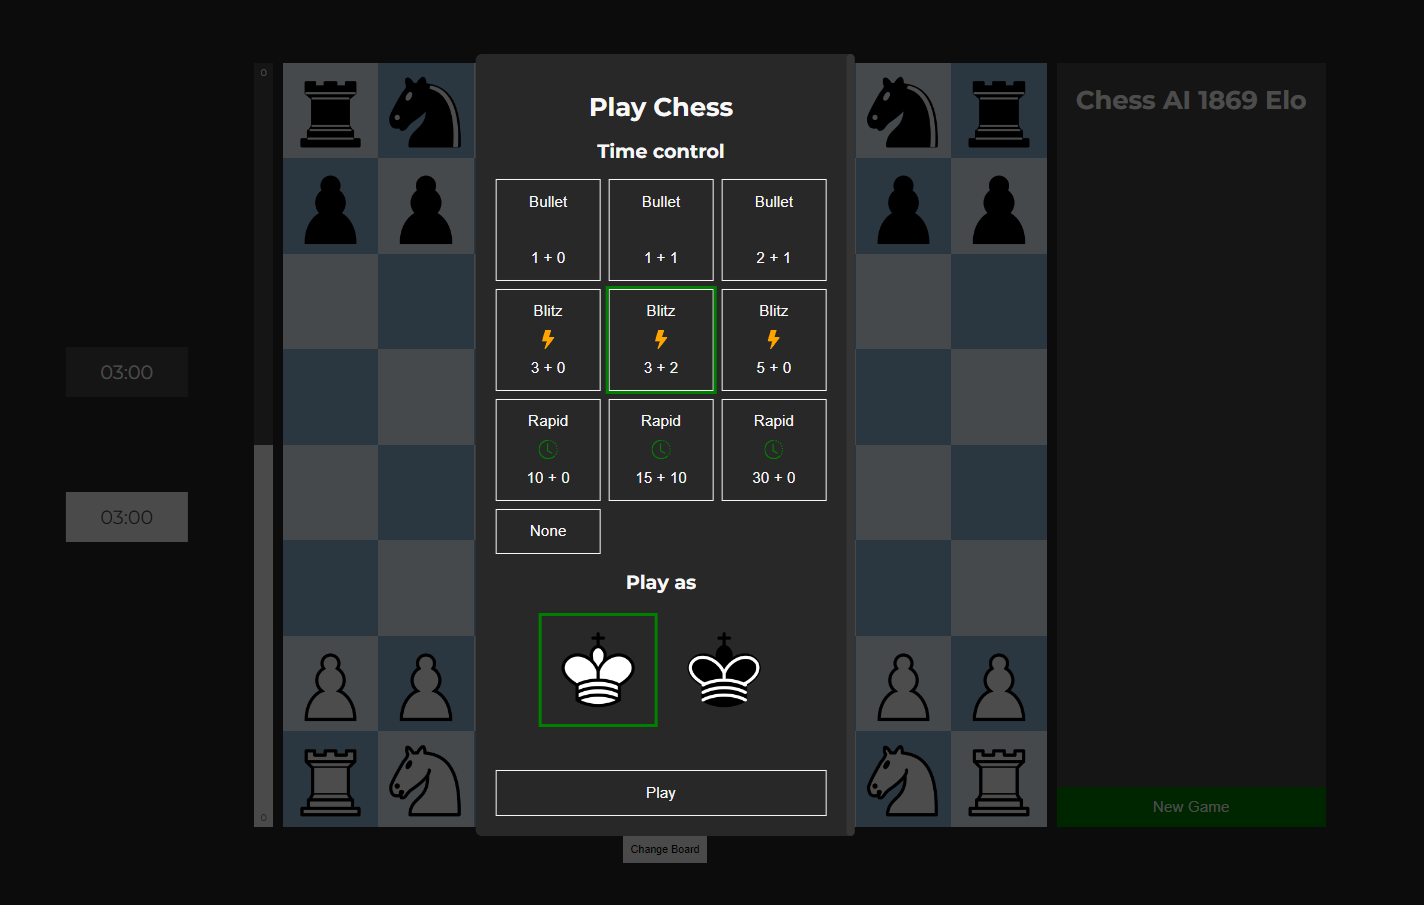 0
Chess AI 1869 Elo
Play Chess
Time control
Bullet
1 + 0
Bullet
1 + 1
Bullet
2 + 1
Blitz
3 + 0
Blitz
3 + 2
Blitz
5 + 0
Rapid
10 + 0
Rapid
15 + 10
Rapid
30 + 0
None
Play as
Play
03:00
03:00
0
New Game
Change Board